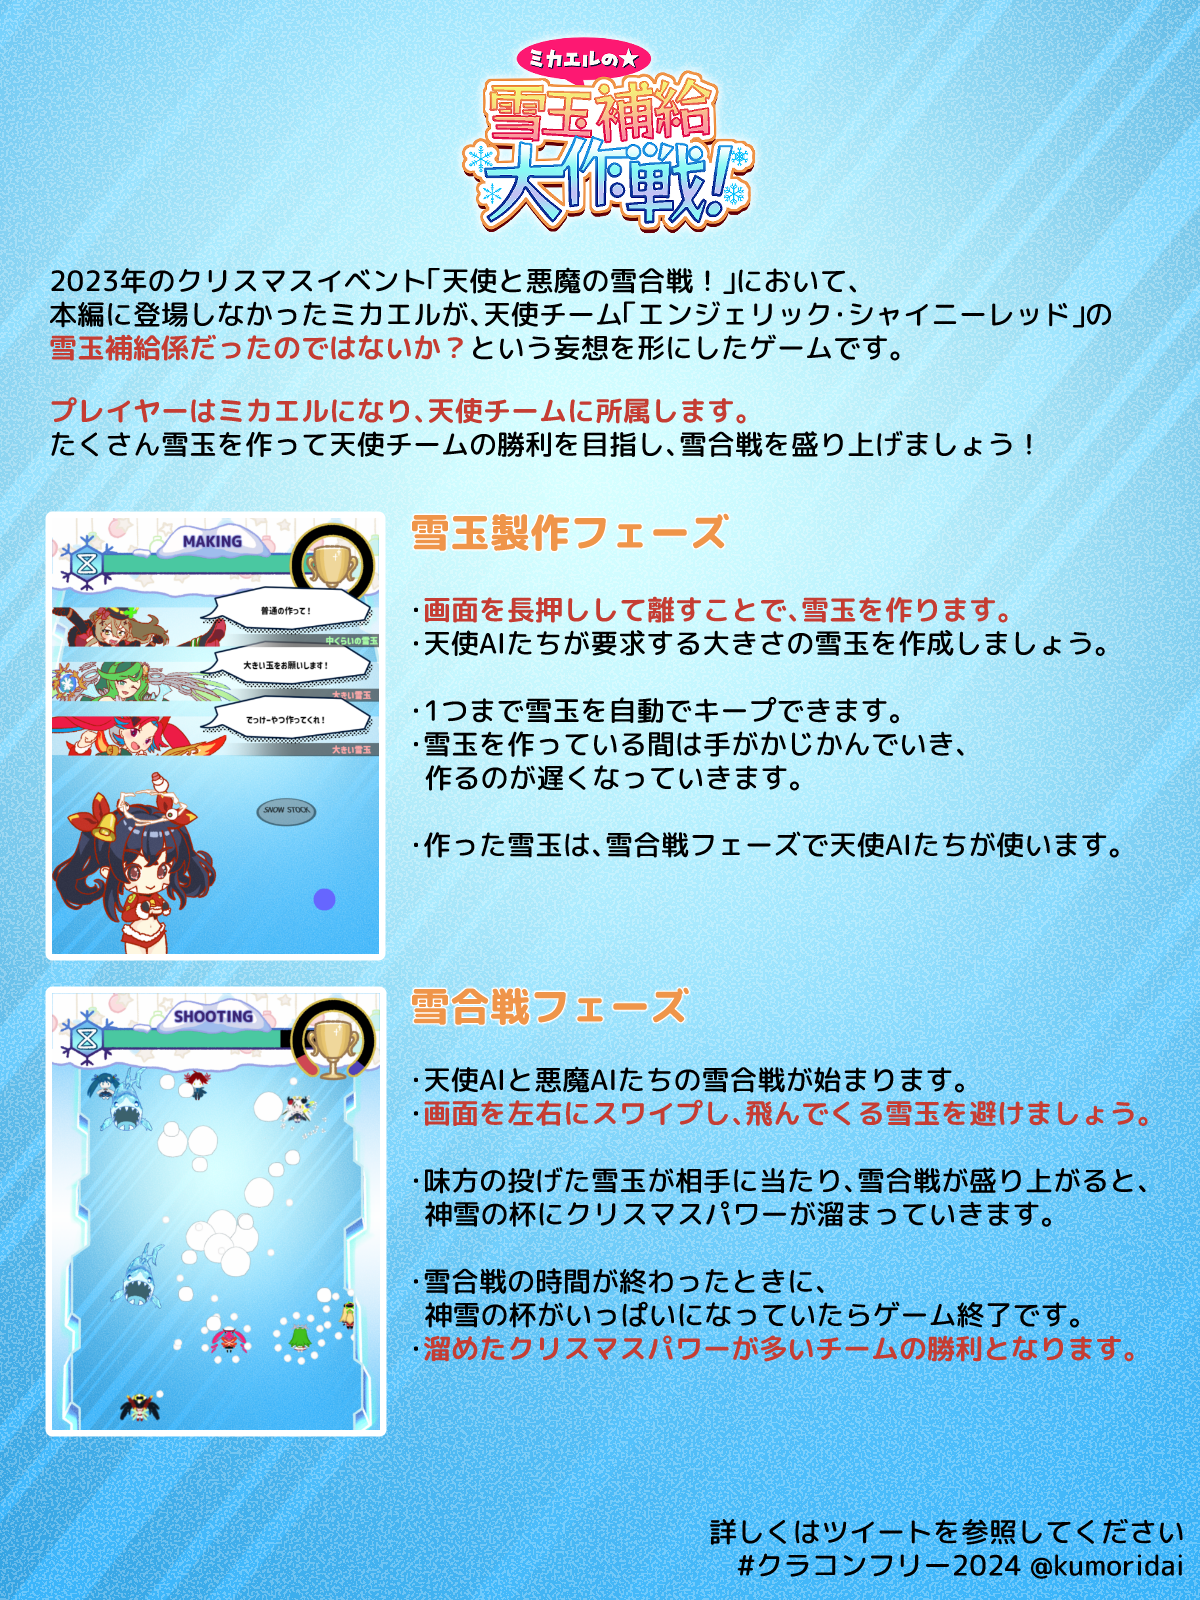 ミカエルの★
雪玉補給
大作戦!
2023年のクリスマスイベント「天使と悪魔の雪合戦！」において、
本編に登場しなかったミカエルが、天使チーム「エンジェリック・シャイニーレッド」の
雪玉補給係だったのではないか？という妄想を形にしたゲームです。
プレイヤーはミカエルになり、天使チームに所属します。
たくさん雪玉を作って天使チームの勝利を目指し、雪合戦を盛り上げましょう！
MAKING
普通の作って！
中くらいの雪玉
大きい玉をお願いします！
大きい雪玉
でっけーやつ作ってくれ！
大きい雪玉
SNOW STOCK
雪玉製作フェーズ
・画面を長押しして離すことで、雪玉を作ります。
・天使AIたちが要求する大きさの雪玉を作成しましょう。
・1つまで雪玉を自動でキープできます。
・雪玉を作っている間は手がかじかんでいき、
作るのが遅くなっていきます。
・作った雪玉は、雪合戦フェーズで天使AIたちが使います。
SHOOTING
雪合戦フェーズ
・天使AIと悪魔AIたちの雪合戦が始まります。
・画面を左右にスワイプし、飛んでくる雪玉を避けましょう。
・味方の投げた雪玉が相手に当たり、雪合戦が盛り上がると、
神雪の杯にクリスマスパワーが溜まっていきます。
・雪合戦の時間が終わったときに、
神雪の杯がいっぱいになっていたらゲーム終了です。
・溜めたクリスマスパワーが多いチームの勝利となります。
詳しくはツイートを参照してください
#クラコンフリー2024 @kumoridai